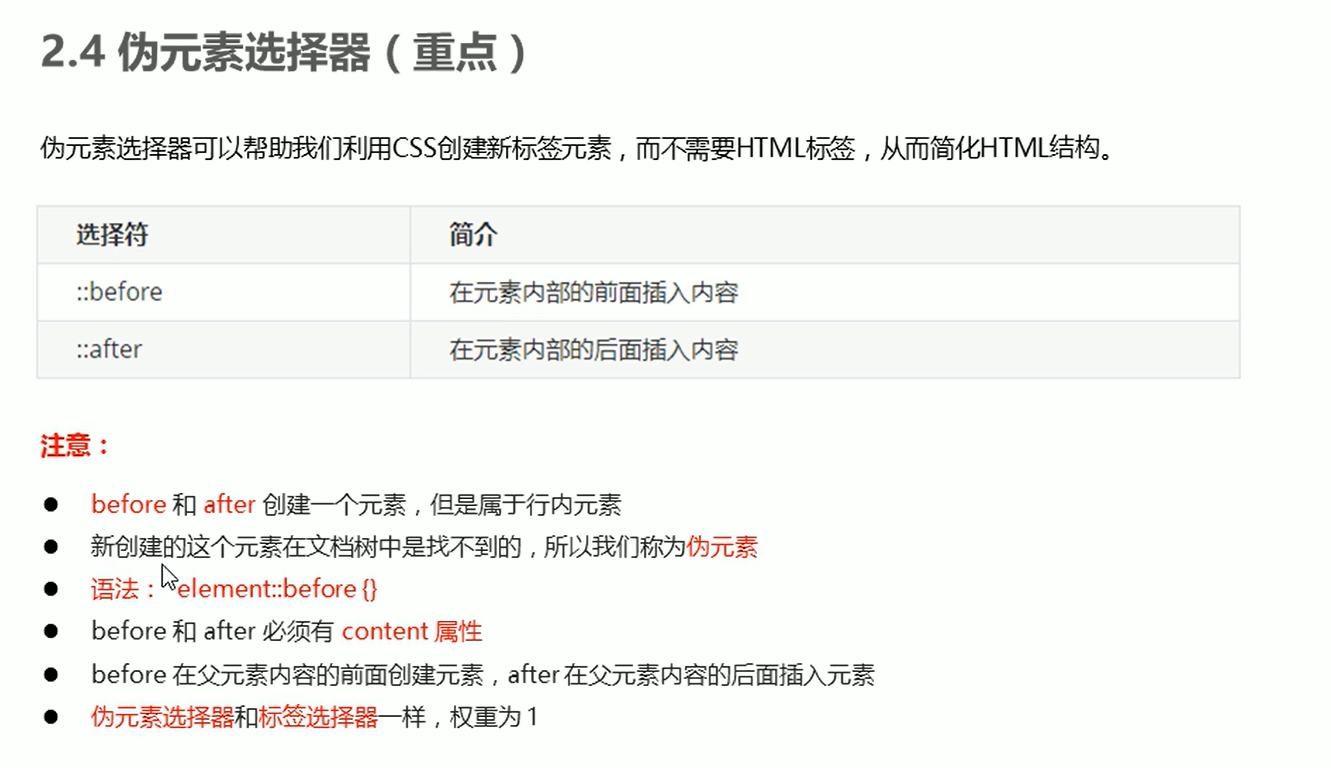 2.4 伪元素选择器（重点）
伪元素选择器可以帮助我们利用CSS创建新标签元素，而不需要HTML标签，从而简化HTML结构。
选择符 简介
::before 在元素内部的前面插入内容
::after 在元素内部的后面插入内容
注意：
● before 和 after 创建一个元素，但是属于行内元素
● 新创建的这个元素在文档树中是找不到的，所以我们称为伪元素
● 语法： element::before {}
● before 和 after 必须有 content 属性
● before 在父元素内容的前面创建元素，after 在父元素内容的后面插入元素
● 伪元素选择器和标签选择器一样，权重为 1